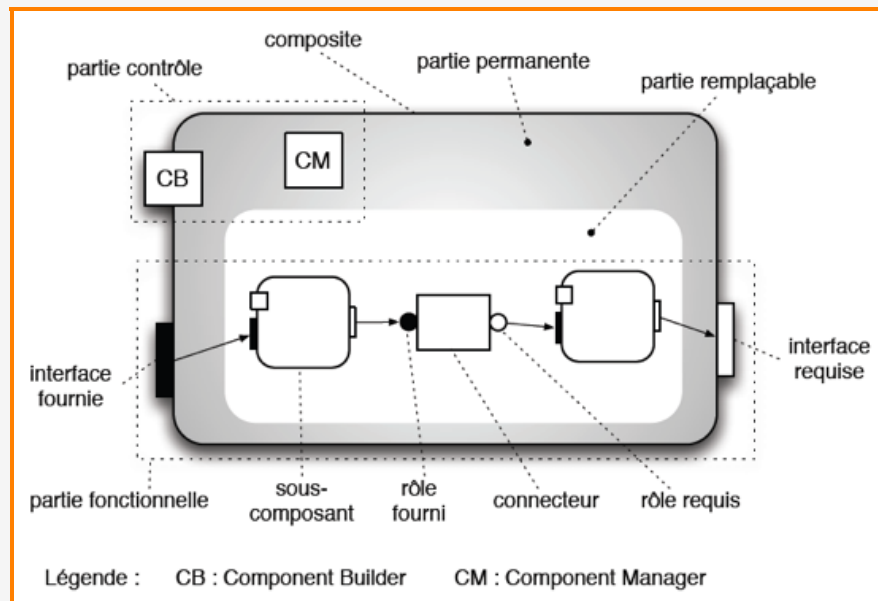 composite
partie contrôle
partie permanente
partie remplaçable
CB
CM
interface
fournie
interface
requise
partie fonctionnelle
sous-
composant
rôle
fourni
connecteur
rôle requis
Légende : CB : Component Builder CM : Component Manager